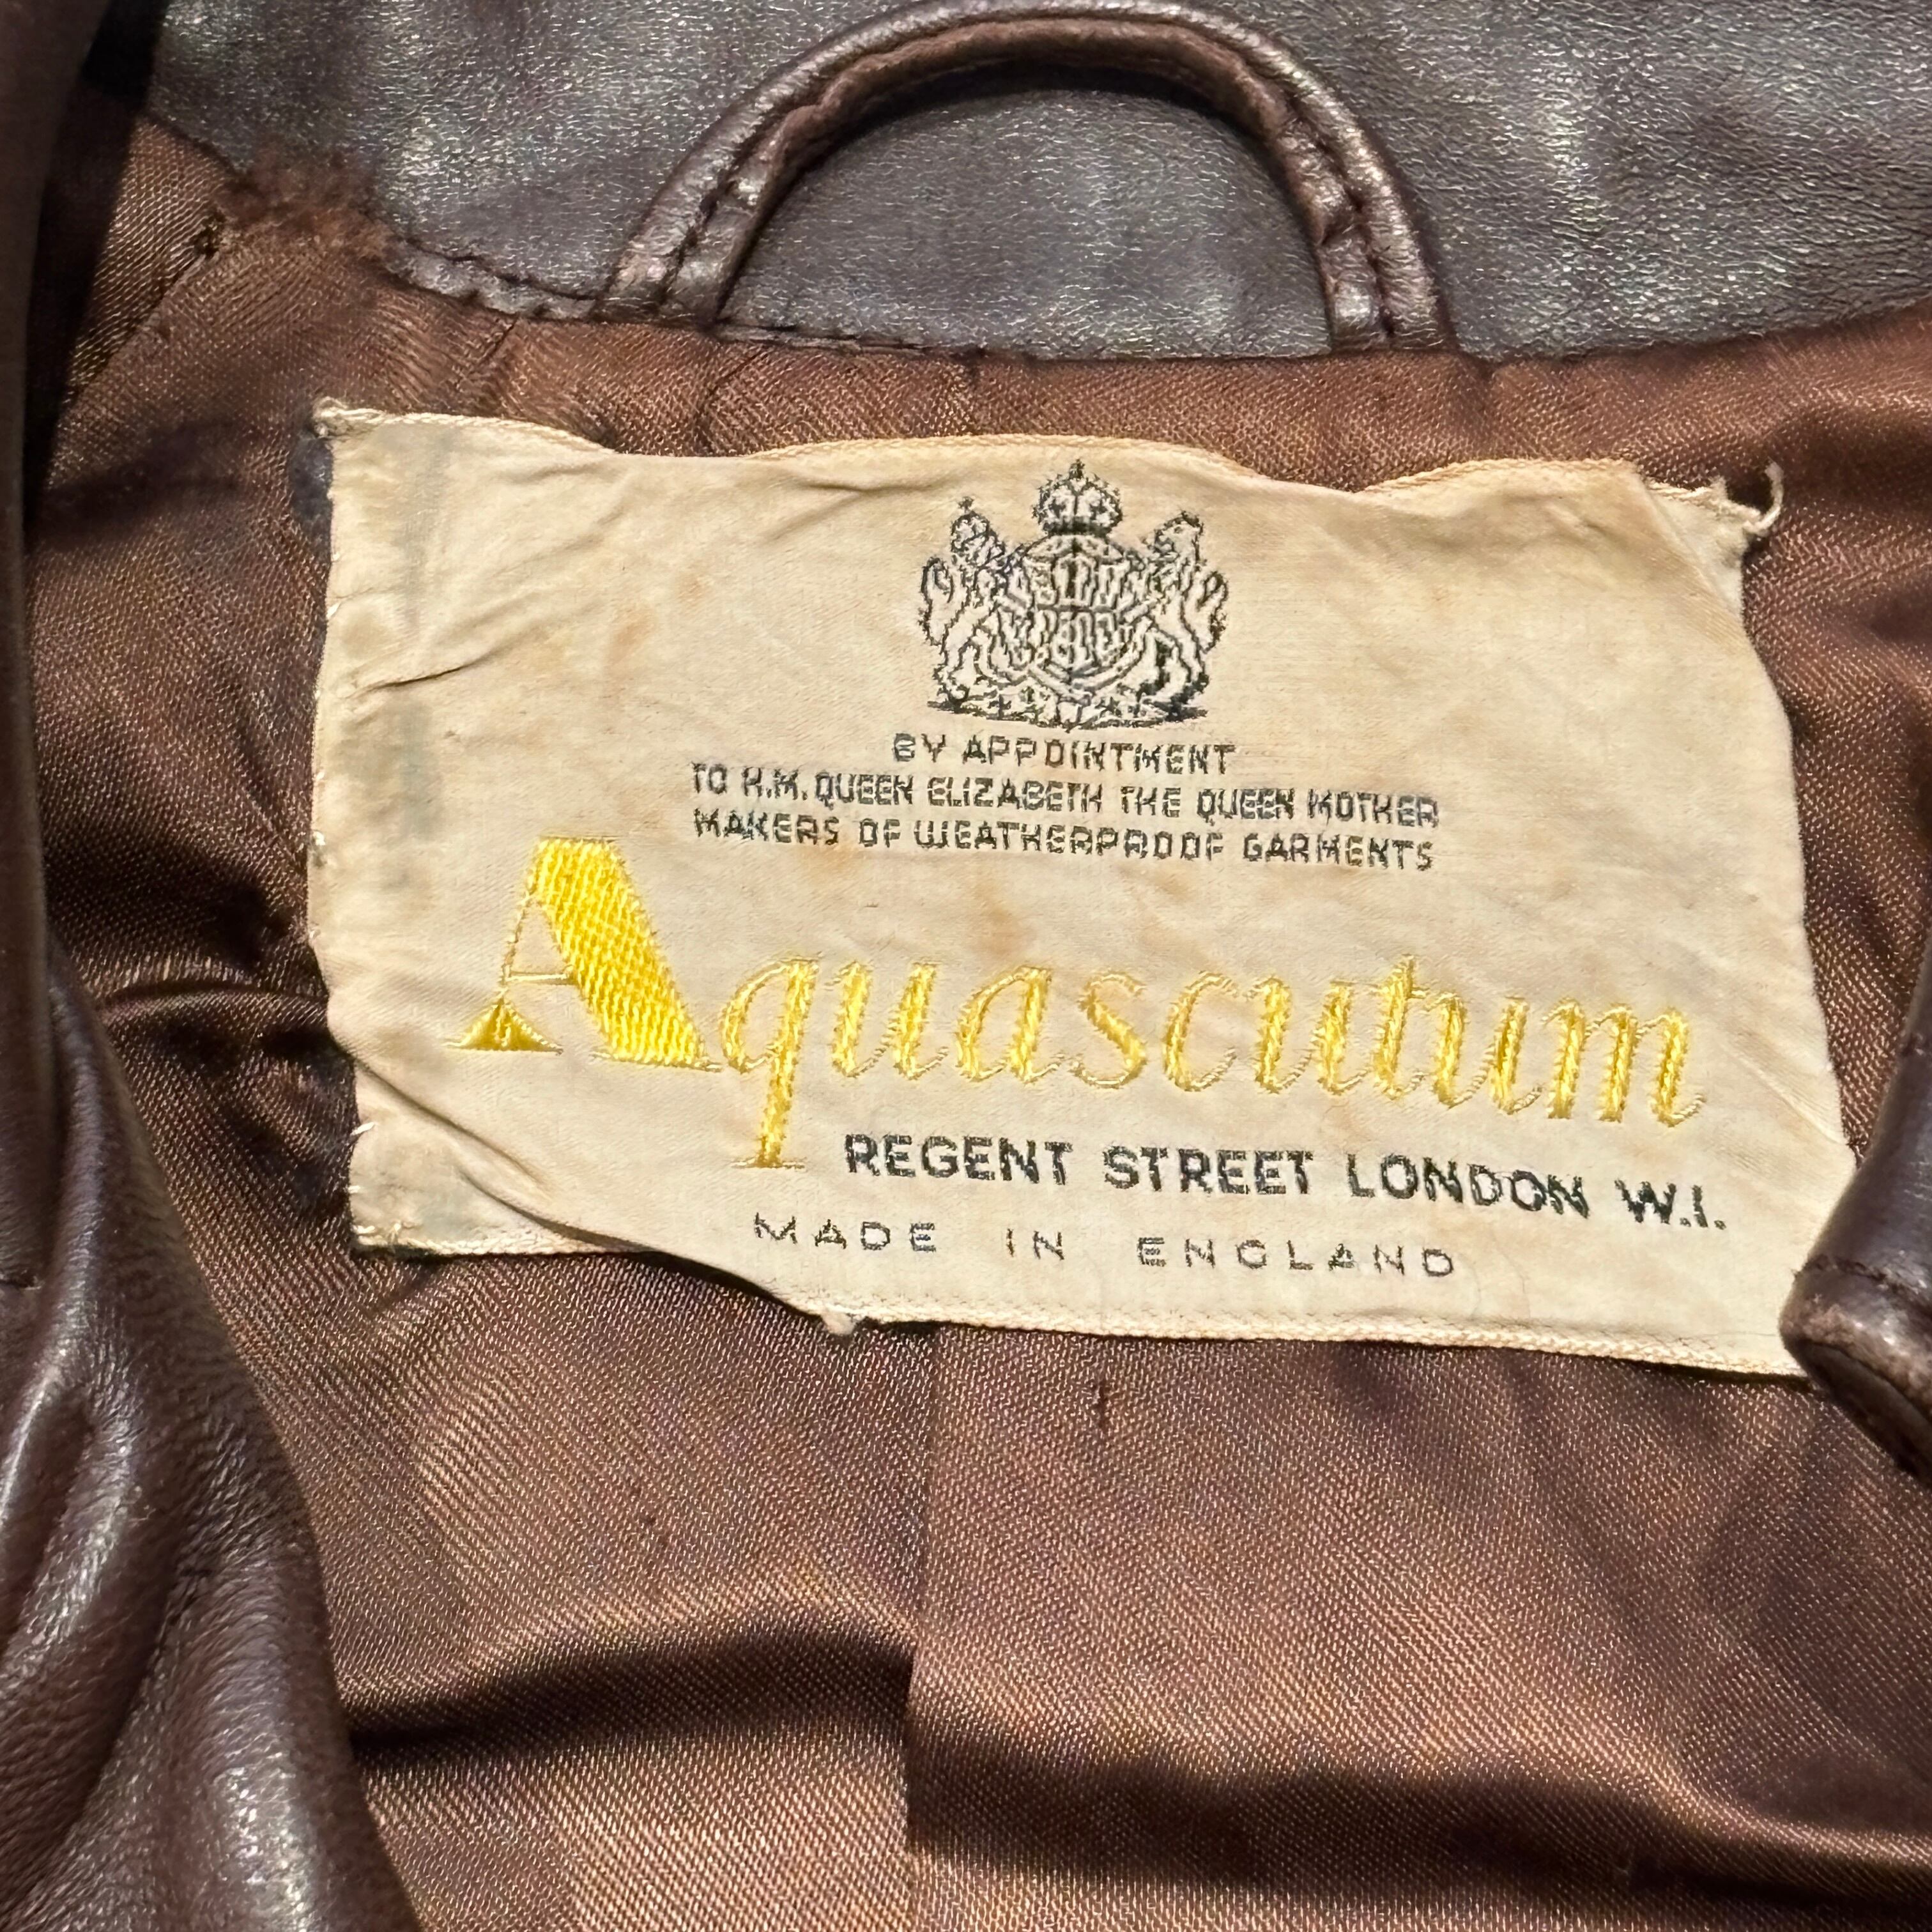 BY APPOINTMENT
TO H.M. QUEEN ELIZABETH THE QUEEN MOTHER
MAKERS OF WEATHERPROOF GARMENTS
Aquascutum
REGENT STREET LONDON W.I.
MADE IN ENGLAND